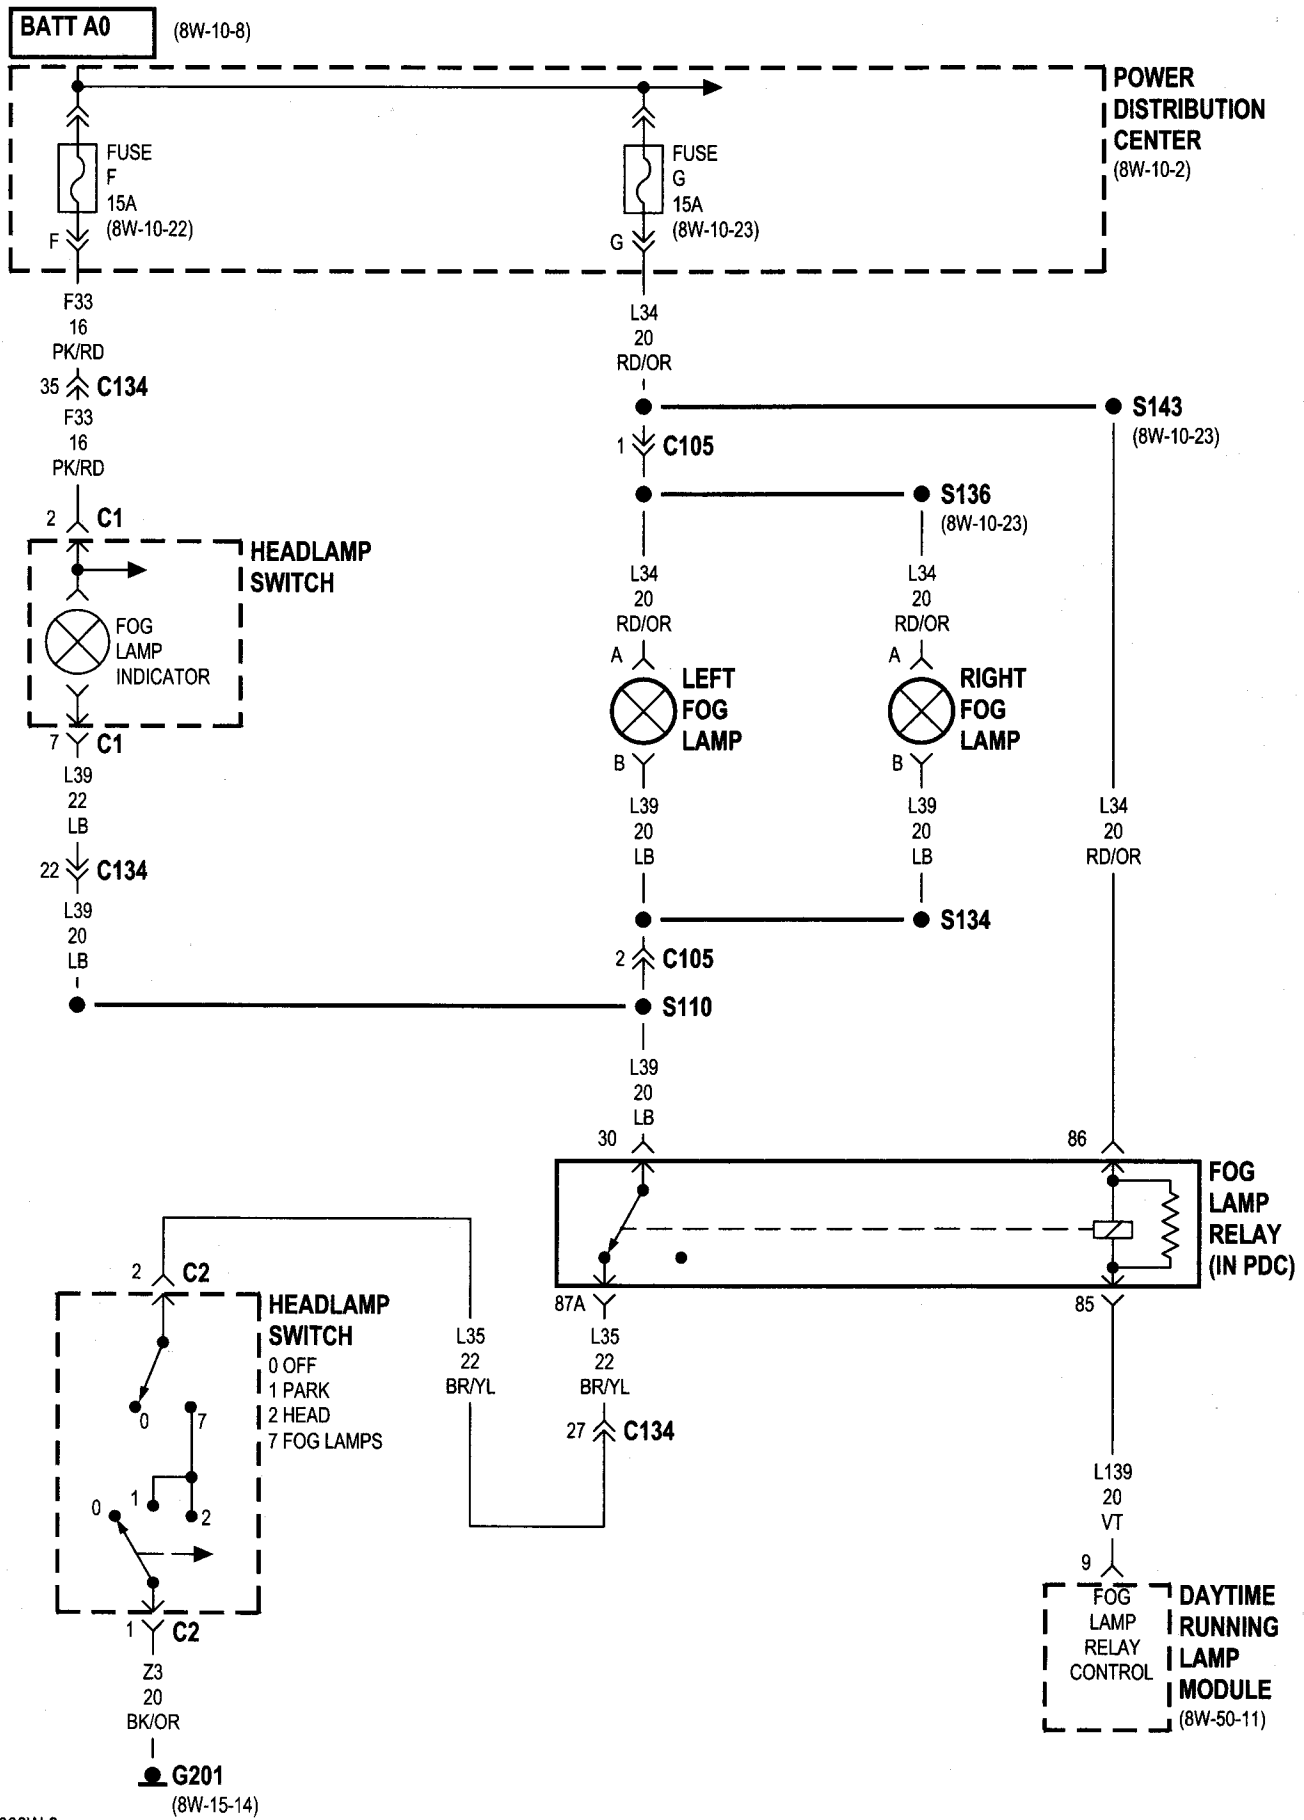 BATT A0
(8W-10-8)
POWER
DISTRIBUTION
CENTER
(8W-10-2)
FUSE
F
15A
(8W-10-22)
F
FUSE
G
15A
(8W-10-23)
G
F33
16
PK/RD
35
C134
F33
16
PK/RD
2
C1
L34
20
RD/OR
S143
(8W-10-23)
1
C105
S136
(8W-10-23)
HEADLAMP
SWITCH
FOG
LAMP
INDICATOR
7
C1
L39
22
LB
22
C134
L39
20
LB
L34
20
RD/OR
A
LEFT
FOG
LAMP
B
L39
20
LB
L34
20
RD/OR
A
RIGHT
FOG
LAMP
B
L39
20
LB
L34
20
RD/OR
S134
2
C105
S110
L39
20
LB
30
86
FOG
LAMP
RELAY
(IN PDC)
87A
85
2
C2
HEADLAMP
SWITCH
0 OFF
1 PARK
2 HEAD
7 FOG LAMPS
0
7
1
0
2
1
C2
L35
22
BR/YL
L35
22
BR/YL
27
C134
L139
20
VT
9
FOG
LAMP
RELAY
CONTROL
DAYTIME
RUNNING
LAMP
MODULE
(8W-50-11)
Z3
20
BK/OR
G201
(8W-15-14)